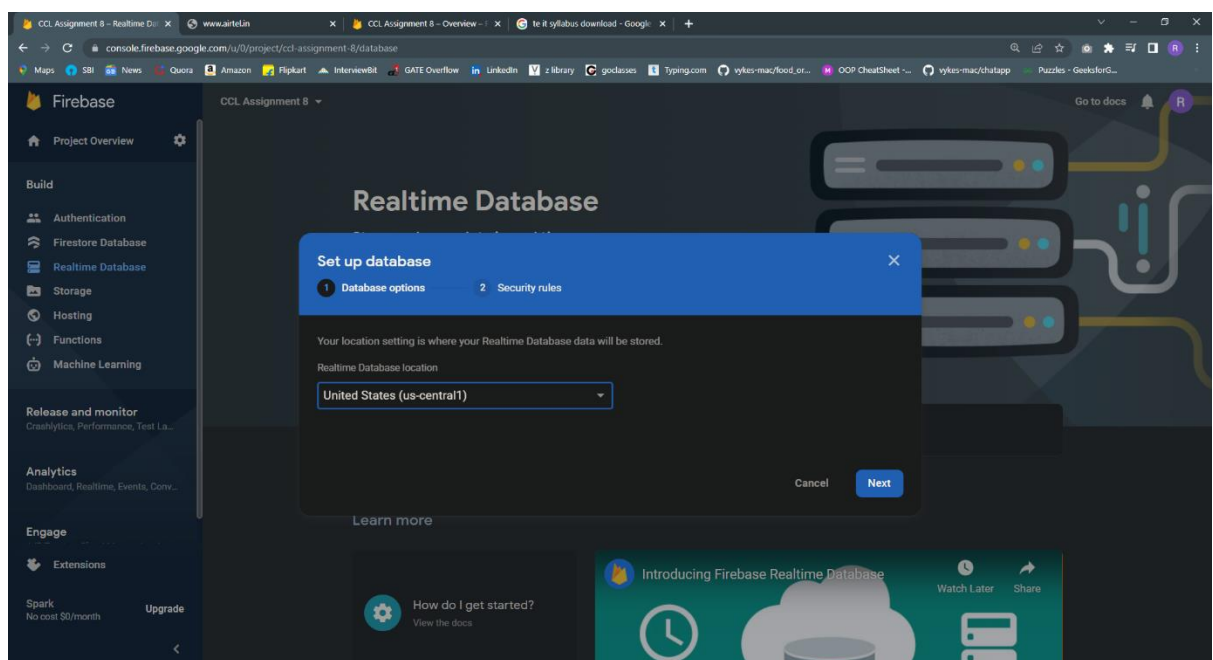 CCL Assignment 8 – Realtime Dat
www.airtel.in
CCL Assignment 8 – Overview – F
te it syllabus download - Google
console.firebase.google.com/u/0/project/ccl-assignment-8/database
Maps SBI News Quora Amazon Flipkart InterviewBit GATE Overflow LinkedIn z library goclasses Typing.com vykes-mac/food_or... OOP CheatSheet -... vykes-mac/chatapp Puzzles - GeeksforG...
Firebase
CCL Assignment 8
Go to docs
R
Project Overview
Build
Authentication
Firestore Database
Realtime Database
Storage
Hosting
Functions
Machine Learning
Release and monitor
Crashlytics, Performance, Test La...
Analytics
Dashboard, Realtime, Events, Conv...
Engage
Extensions
Spark
No cost $0/month
Upgrade
Realtime Database
Set up database
1 Database options
2 Security rules
Your location setting is where your Realtime Database data will be stored.
Realtime Database location
United States (us-central1)
Cancel
Next
Learn more
How do I get started?
View the docs
Introducing Firebase Realtime Database
Watch Later
Share